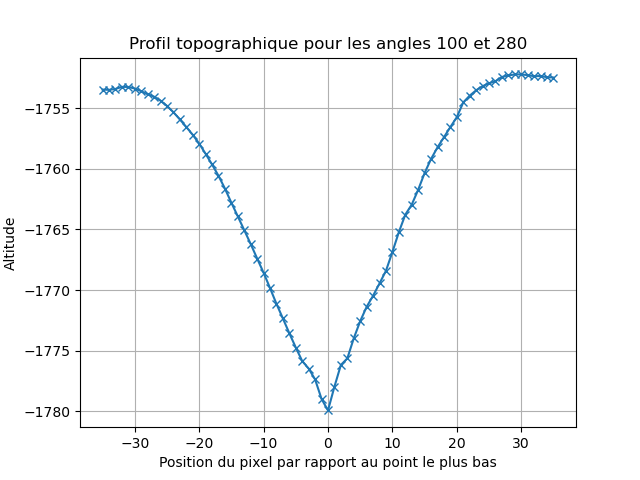 Profil topographique pour les angles 100 et 280
Altitude
−1755
−1760
−1765
−1770
−1775
−1780
−30 −20 −10 0 10 20 30
Position du pixel par rapport au point le plus bas